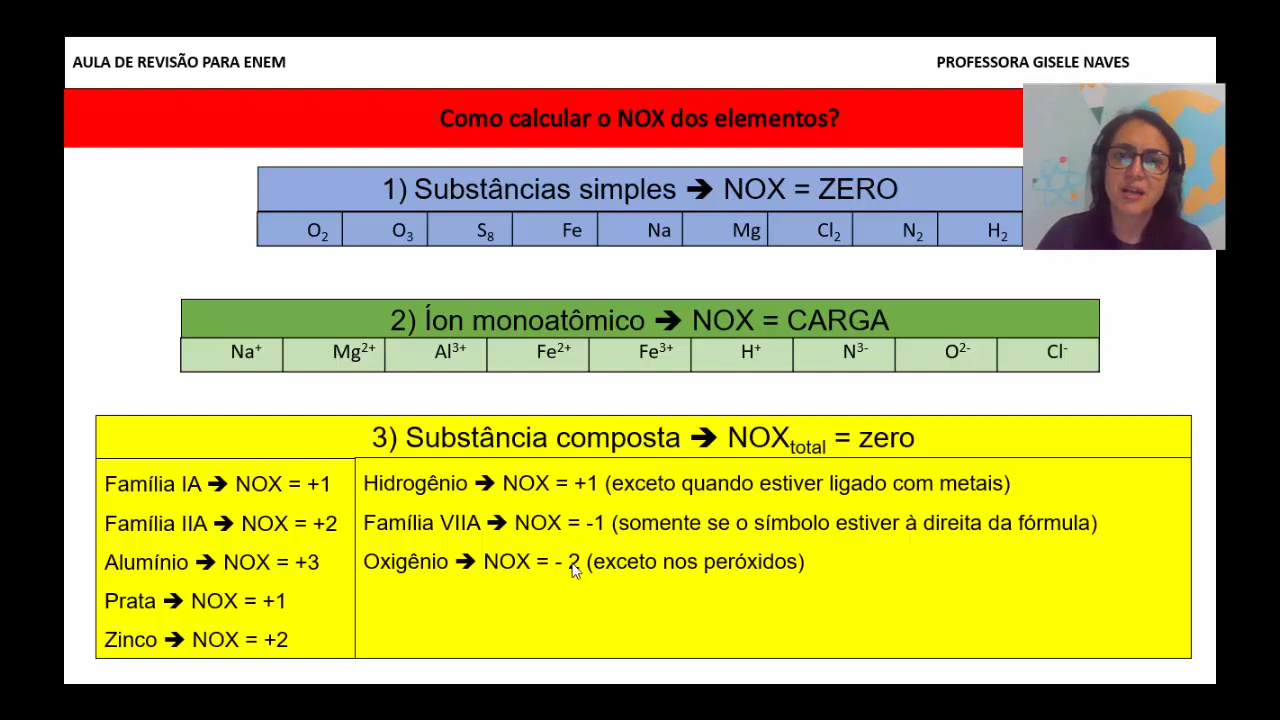 AULA DE REVISÃO PARA ENEM
PROFESSORA GISELE NAVES
Como calcular o NOX dos elementos?
1) Substâncias simples ➔ NOX = ZERO
O₂ O₃ S₈ Fe Na Mg Cl₂ N₂ H₂
2) Íon monoatômico ➔ NOX = CARGA
Na⁺ Mg²⁺ Al³⁺ Fe²⁺ Fe³⁺ H⁺ N³⁻ O²⁻ Cl⁻
3) Substância composta ➔ NOXtotal = zero
Família IA ➔ NOX = +1
Família IIA ➔ NOX = +2
Alumínio ➔ NOX = +3
Prata ➔ NOX = +1
Zinco ➔ NOX = +2
Hidrogênio ➔ NOX = +1 (exceto quando estiver ligado com metais)
Família VIIA ➔ NOX = -1 (somente se o símbolo estiver à direita da fórmula)
Oxigênio ➔ NOX = - 2 (exceto nos peróxidos)